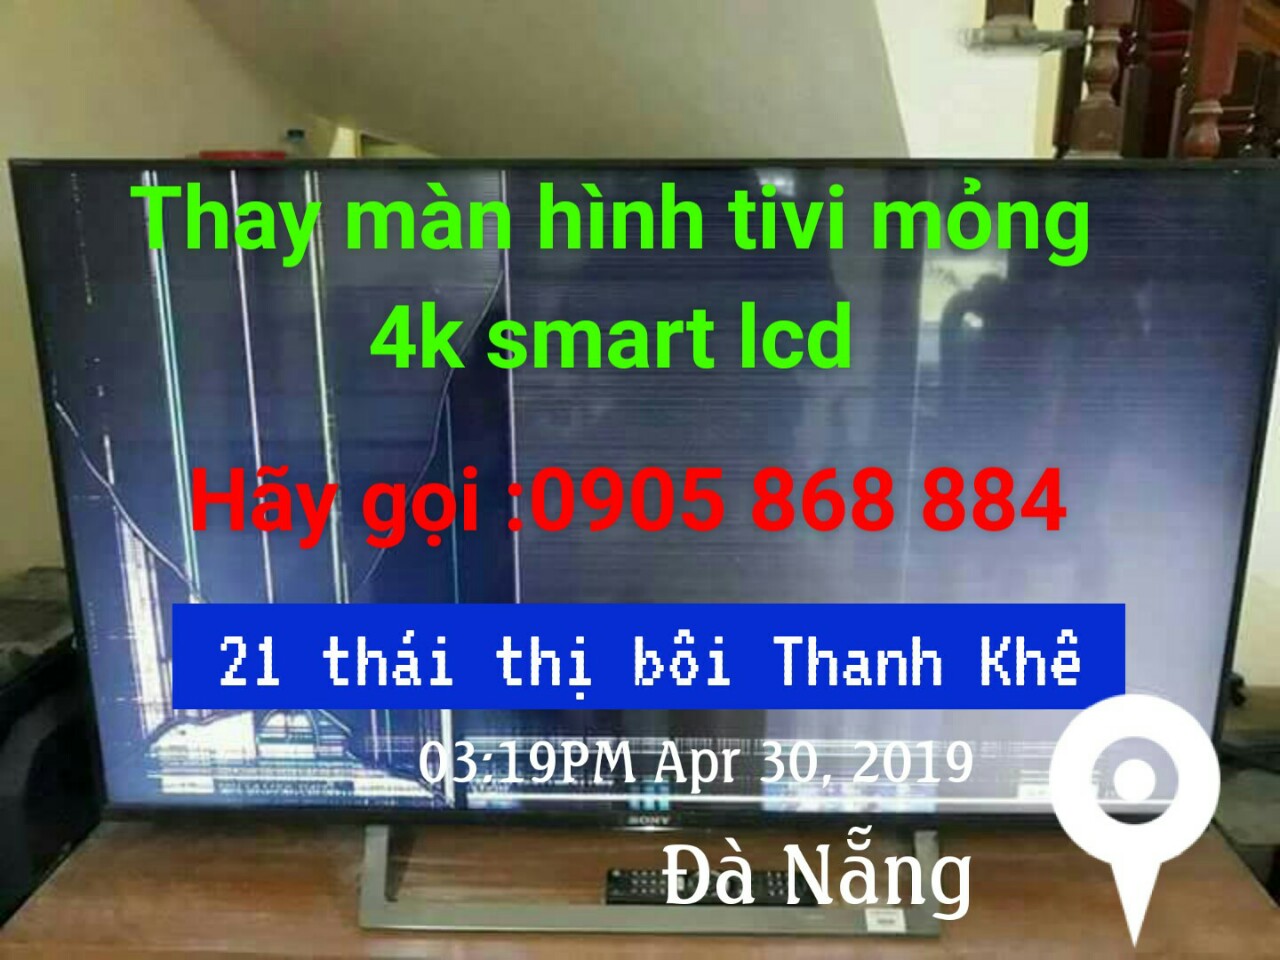 Thay màn hình tivi mỏng
4k smart lcd
Hãy gọi :0905 868 884
21 thái thị bôi Thanh Khê
03:19PM Apr 30, 2019
SONY
Đà Nẵng